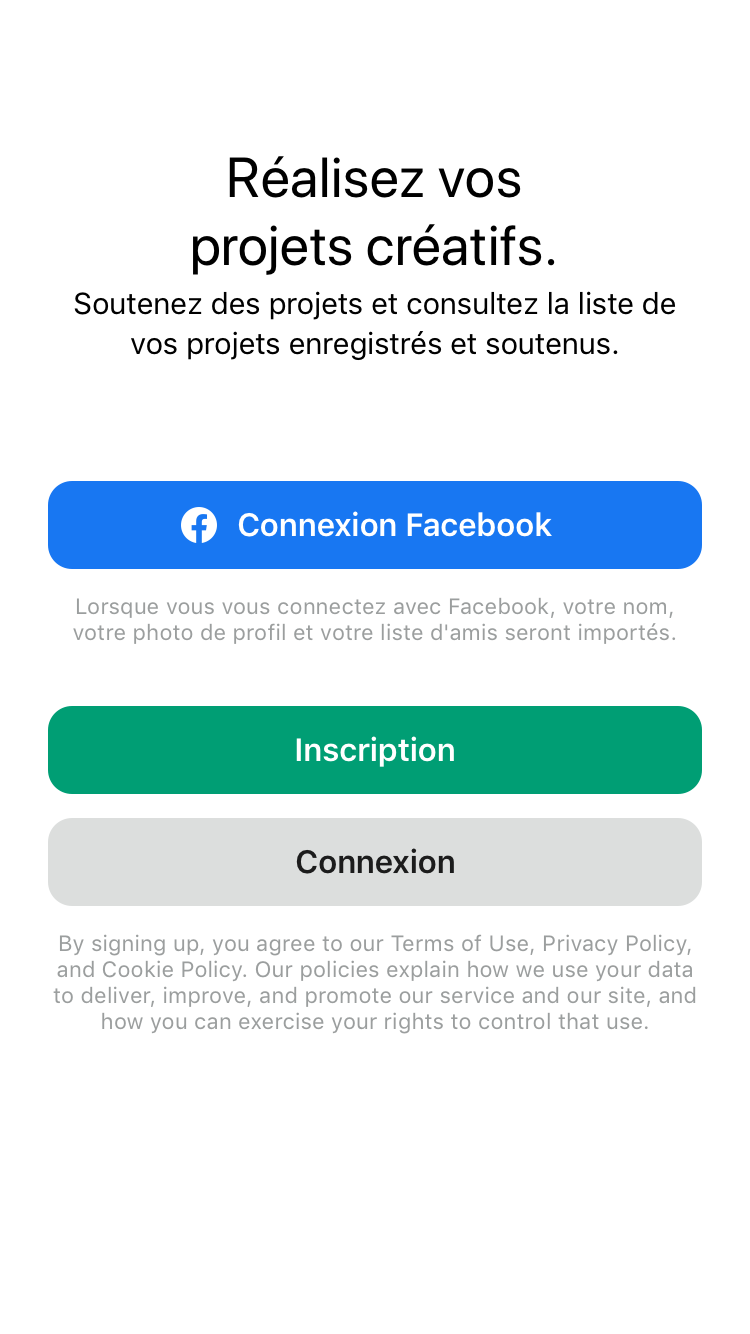 Réalisez vos
projets créatifs.
Soutenez des projets et consultez la liste de
vos projets enregistrés et soutenus.
Connexion Facebook
Lorsque vous vous connectez avec Facebook, votre nom,
votre photo de profil et votre liste d'amis seront importés.
Inscription
Connexion
By signing up, you agree to our Terms of Use, Privacy Policy,
and Cookie Policy. Our policies explain how we use your data
to deliver, improve, and promote our service and our site, and
how you can exercise your rights to control that use.